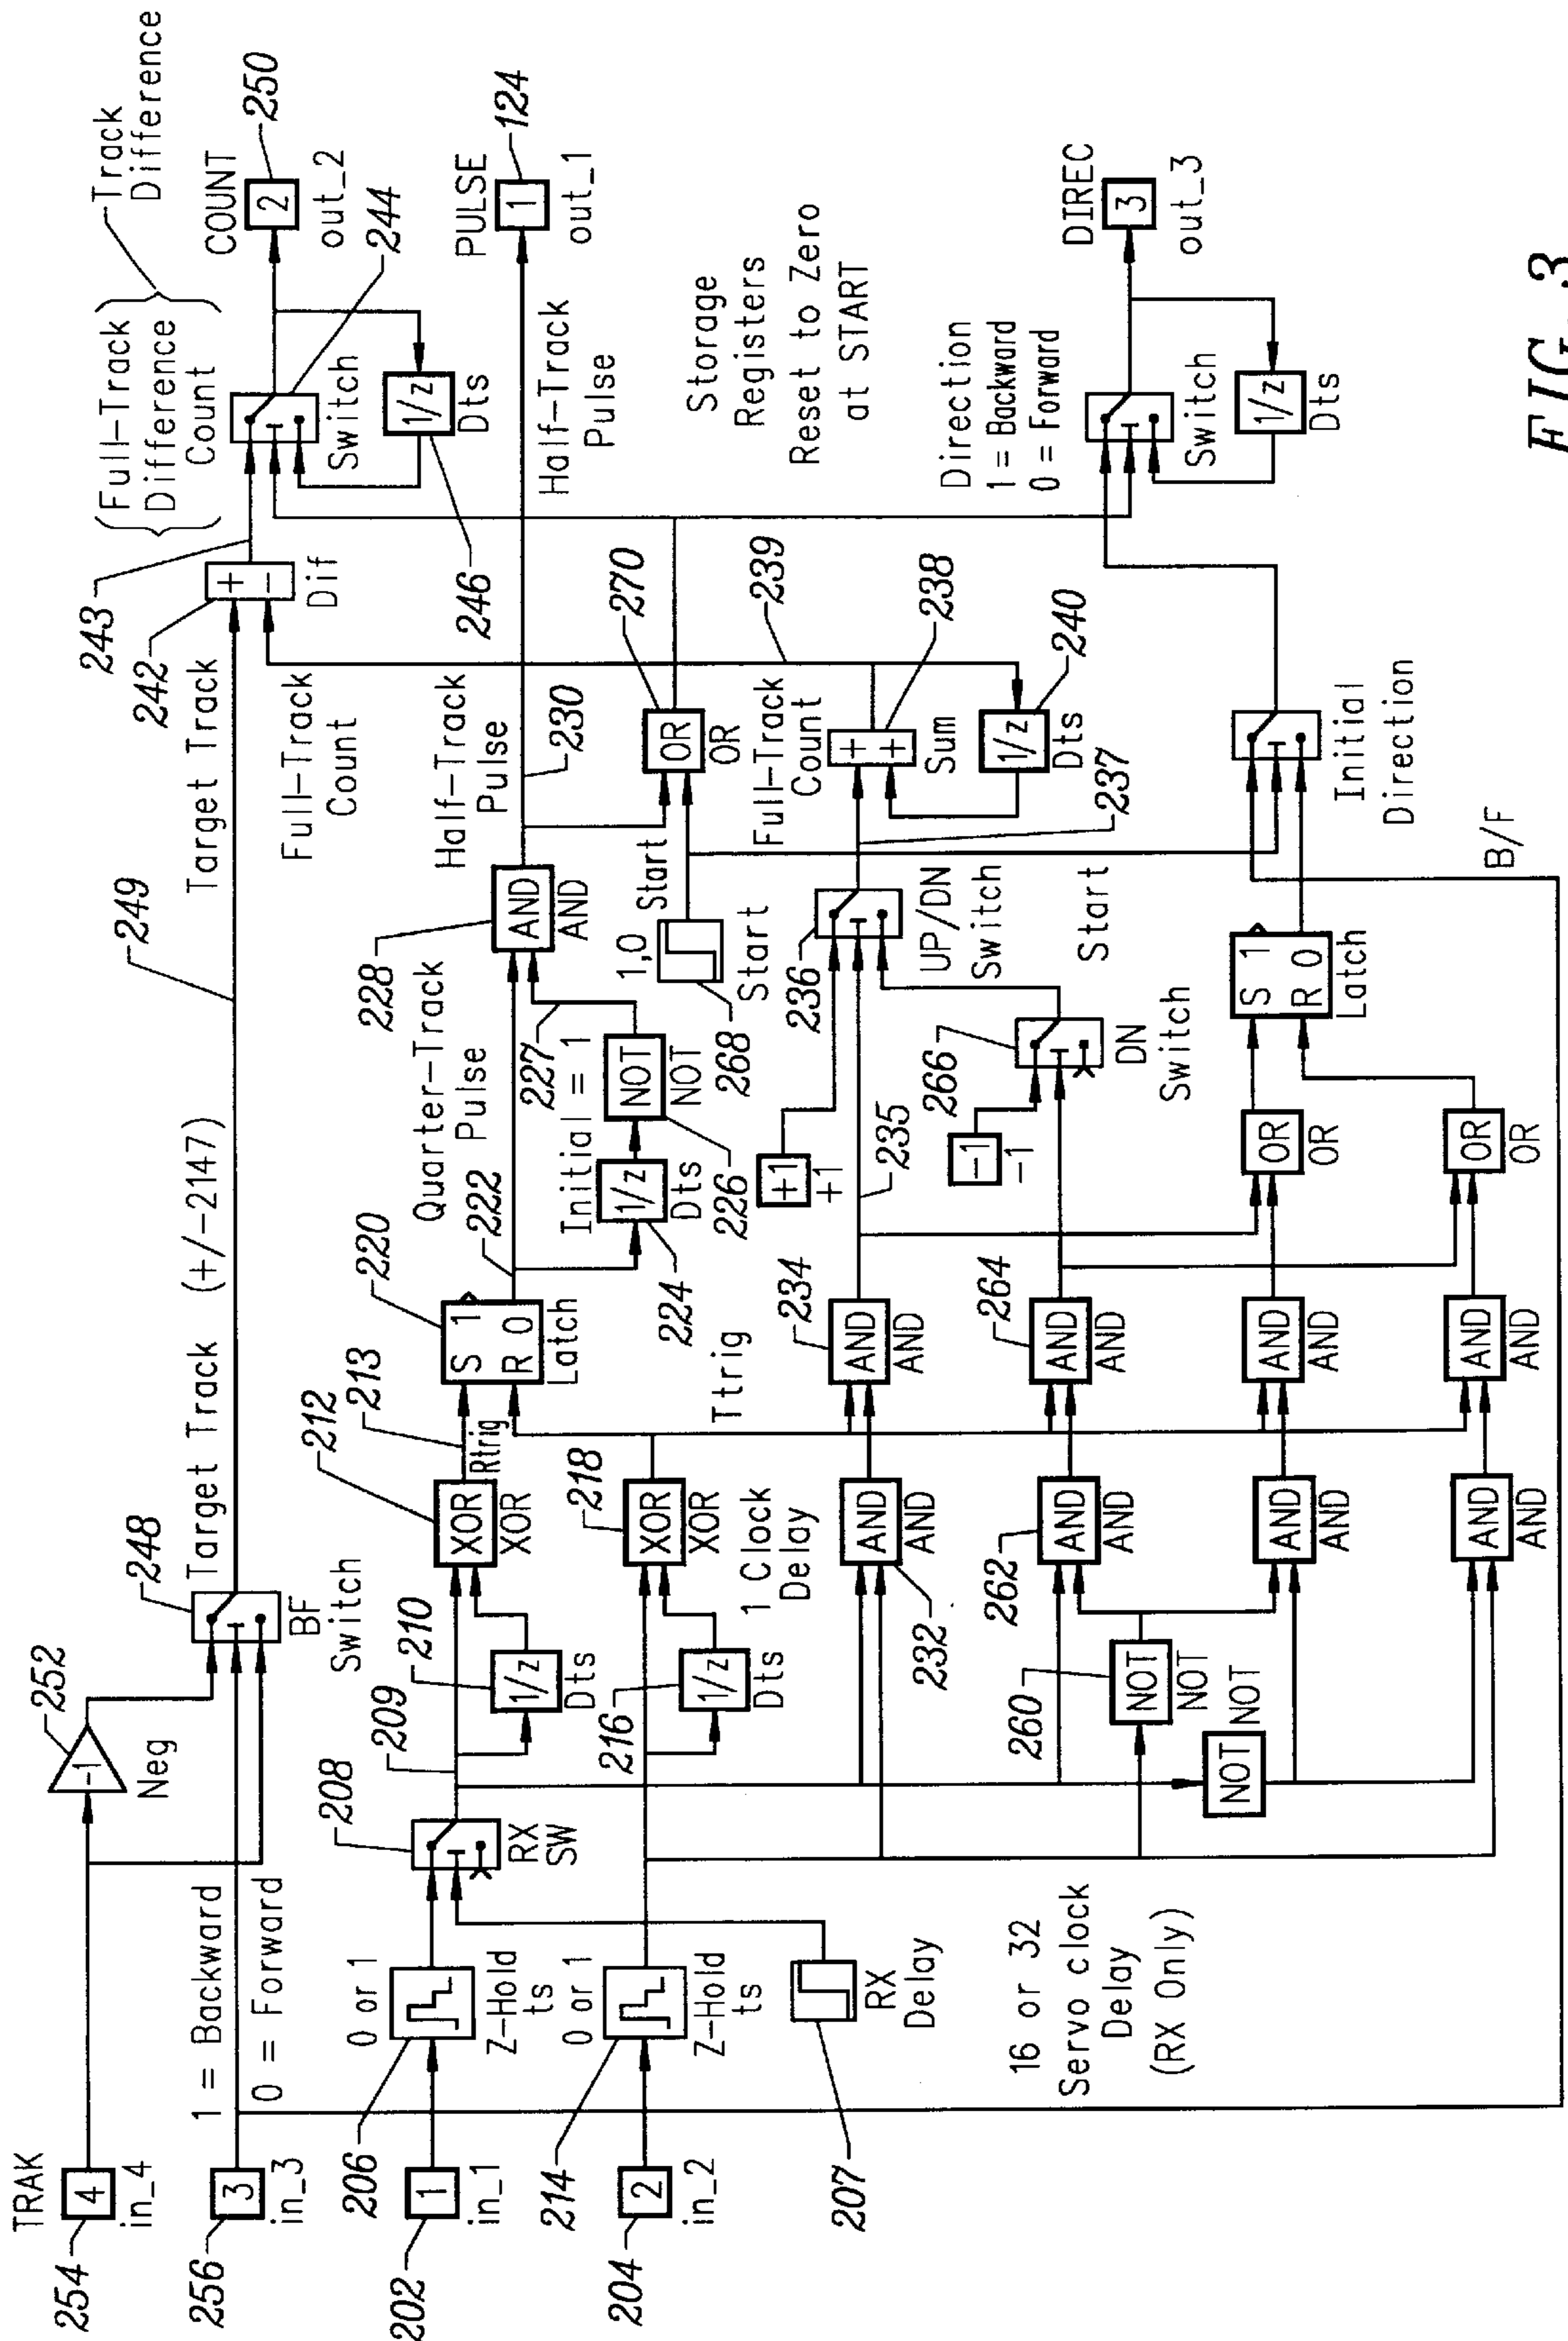 TRAK
254
4
in_4
256
3
in_3
1 = Backward
0 = Forward
252
-1
Neg
248
BF
Switch
Target Track (+/-2147)
249
Target Track
Full-Track
Count
242
243
+
-
Dif
(Full-Track
Difference)
Count
Track
Difference
244
Switch
246
1/z
Dts
COUNT
2
250
out_2
202
1
in_1
206
0 or 1
Z-Hold
ts
208
RX
SW
209
210
1/z
Dts
212
XOR
XOR
213
Rtrig
220
S 1
R 0
Latch
222
Quarter-Track
Pulse
224
1/z
Dts
Initial = 1
226
NOT
NOT
227
228
AND
AND
Half-Track
Pulse
230
Half-Track
Pulse
PULSE
1
124
out_1
204
2
in_2
214
0 or 1
Z-Hold
ts
216
1/z
Dts
218
XOR
XOR
1 Clock
Delay
Ttrig
207
RX
Delay
16 or 32
Servo clock
Delay
(RX Only)
1,0
Start
268
Start
270
OR
OR
Storage
Registers
Reset to Zero
at START
232
AND
AND
234
AND
AND
235
+1
+1
236
UP/DN
Switch
237
Full-Track
Count
+
+
238
Sum
239
240
1/z
Dts
260
NOT
NOT
NOT
NOT
262
AND
AND
264
AND
AND
-1
-1
266
DN
Switch
Start
AND
AND
AND
AND
OR
OR
S 1
R 0
Latch
Initial
Direction
AND
AND
AND
AND
OR
OR
B/F
Direction
1 = Backward
0 = Forward
Switch
1/z
Dts
DIREC
3
out_3
FIG. 3